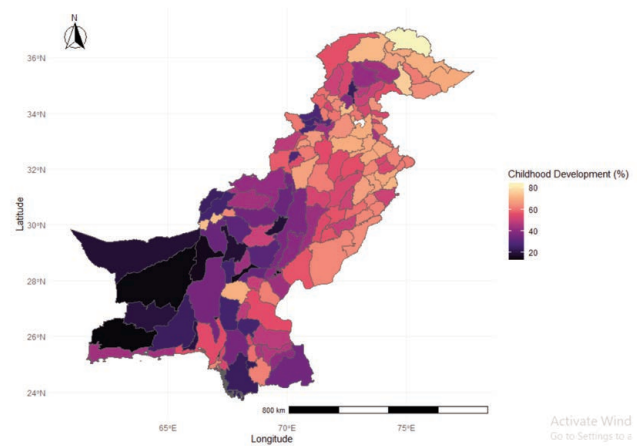 N
36°N
34°N
32°N
30°N
28°N
26°N
24°N
Latitude
Childhood Development (%)
80
60
40
20
800 km
65°E
70°E
75°E
Longitude
Activate Wind
Go to Settings to a